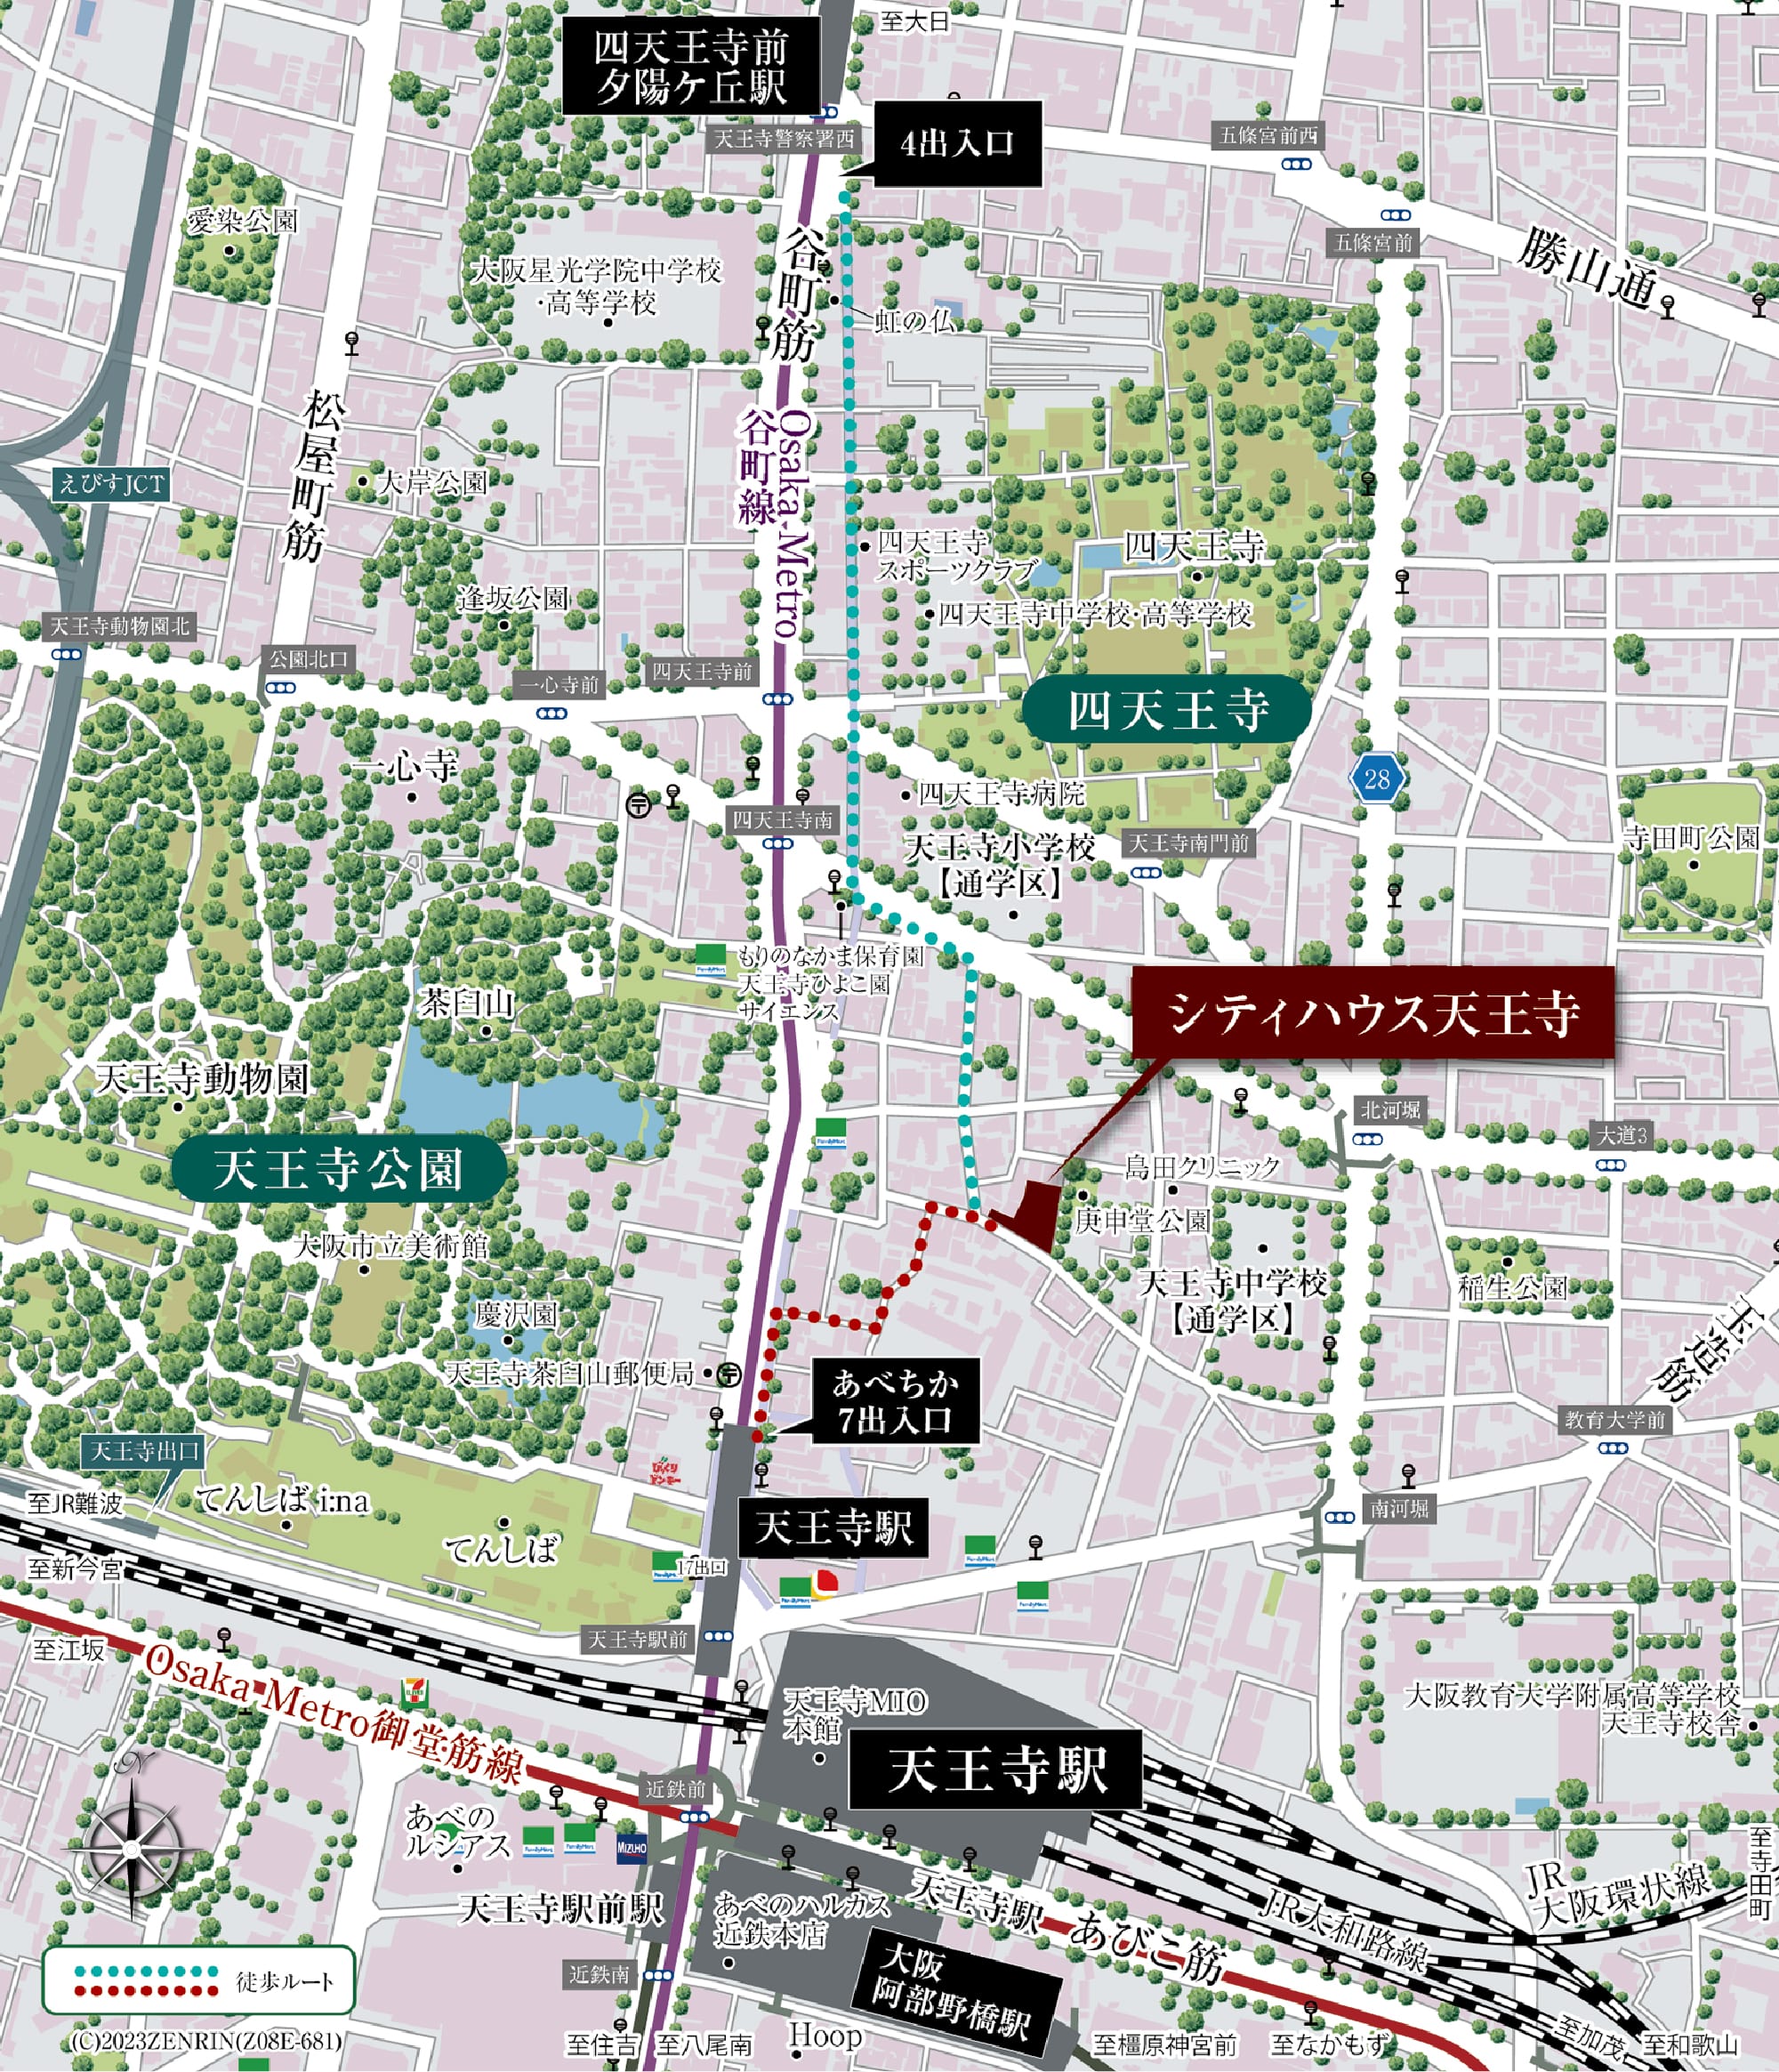 至大日
四天王寺前
夕陽ケ丘駅
天王寺警察署西
4出入口
五條宮前西
五條宮前
勝山通
愛染公園
大阪星光学院中学校
・高等学校
谷町筋
虹の仏
松屋町筋
Osaka Metro
谷町線
えびすJCT
大岸公園
四天王寺
スポーツクラブ
四天王寺
四天王寺中学校・高等学校
逢坂公園
天王寺動物園北
公園北口
一心寺前
四天王寺前
四天王寺
一心寺
28
四天王寺病院
四天王寺南
天王寺小学校
【通学区】
天王寺南門前
寺田町公園
もりのなかま保育園
天王寺ひよこ園
サイエンス
茶臼山
シティハウス天王寺
天王寺動物園
FamilyMart
FamilyMart
北河堀
大道3
天王寺公園
島田クリニック
庚申堂公園
大阪市立美術館
天王寺中学校
【通学区】
稲生公園
慶沢園
玉造筋
天王寺茶臼山郵便局
あべちか
7出入口
教育大学前
天王寺出口
びっくり
ドンキー
至JR難波
てんしば i:na
てんしば
天王寺駅
南河堀
至新今宮
FamilyMart
17出口
FamilyMart
FamilyMart
FamilyMart
天王寺駅前
至江坂
Osaka Metro御堂筋線
天王寺MIO
本館
大阪教育大学附属高等学校
天王寺校舎
N
天王寺駅
近鉄前
あべの
ルシアス
FamilyMart
FamilyMart
MIZUHO
至寺田町
JR
大阪環状線
天王寺駅前駅
あべのハルカス
近鉄本店
天王寺駅
あびこ筋
JR大和路線
大阪
阿部野橋駅
近鉄南
徒歩ルート
(C)2023ZENRIN(Z08E-681)
至住吉
至八尾南
Hoop
至橿原神宮前
至なかもず
至加茂
至和歌山